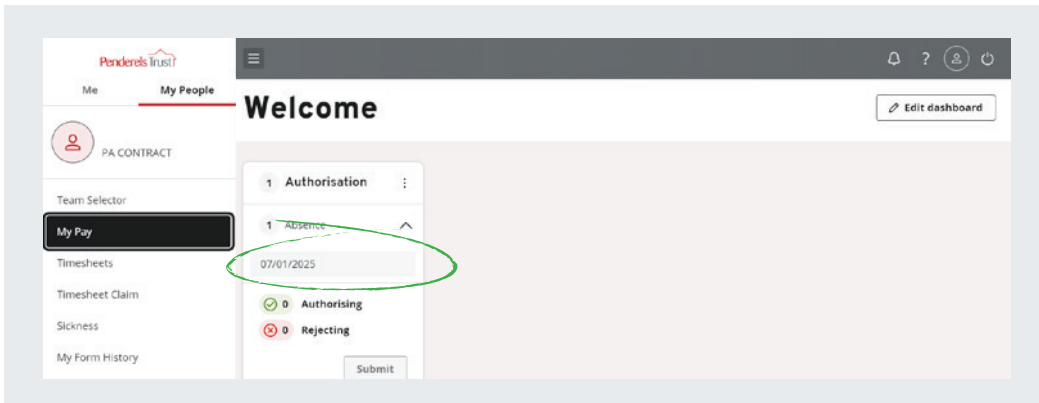 Penderels Trust
Me
My People
PA CONTRACT
Team Selector
My Pay
Timesheets
Timesheet Claim
Sickness
My Form History
?
Welcome
Edit dashboard
1 Authorisation
1 Absence
07/01/2025
0 Authorising
0 Rejecting
Submit